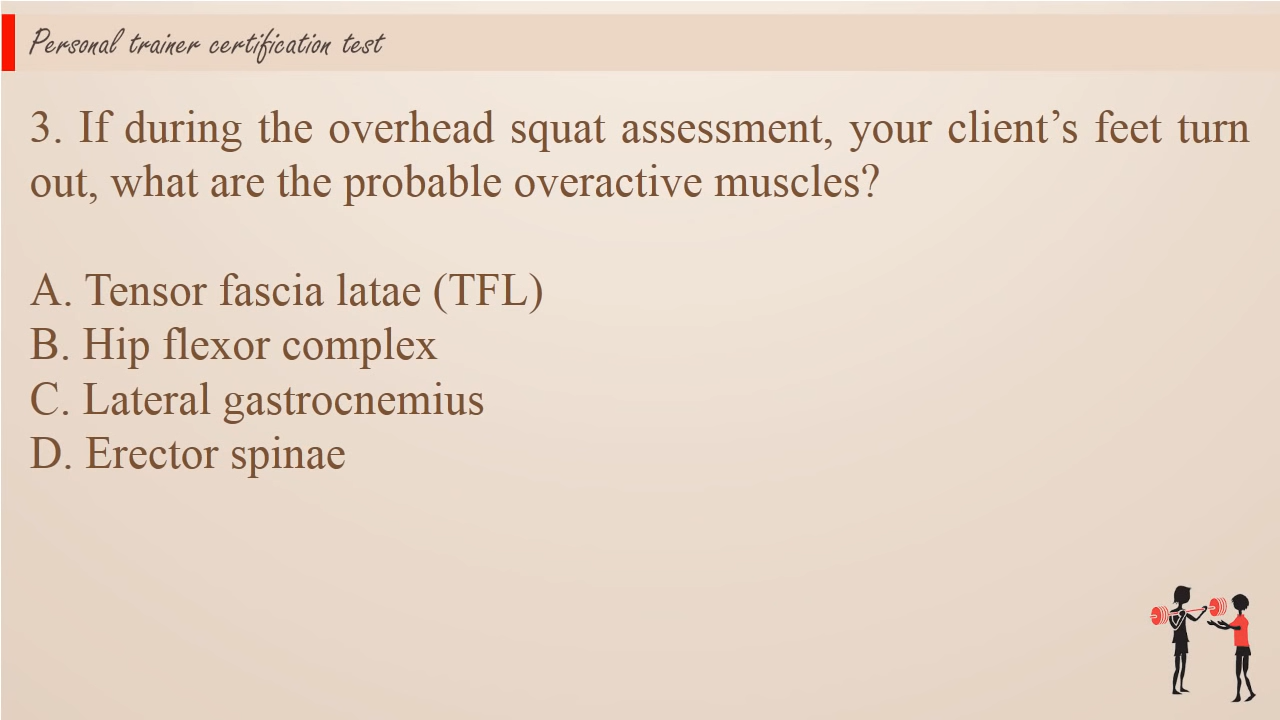 Personal trainer certification test
3. If during the overhead squat assessment, your client’s feet turn
out, what are the probable overactive muscles?
A. Tensor fascia latae (TFL)
B. Hip flexor complex
C. Lateral gastrocnemius
D. Erector spinae